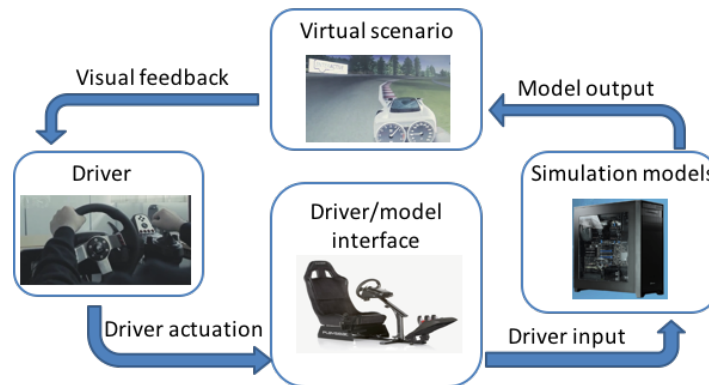 Virtual scenario
Visual feedback
Model output
Driver
Simulation models
Driver/model
interface
Driver actuation
Driver input